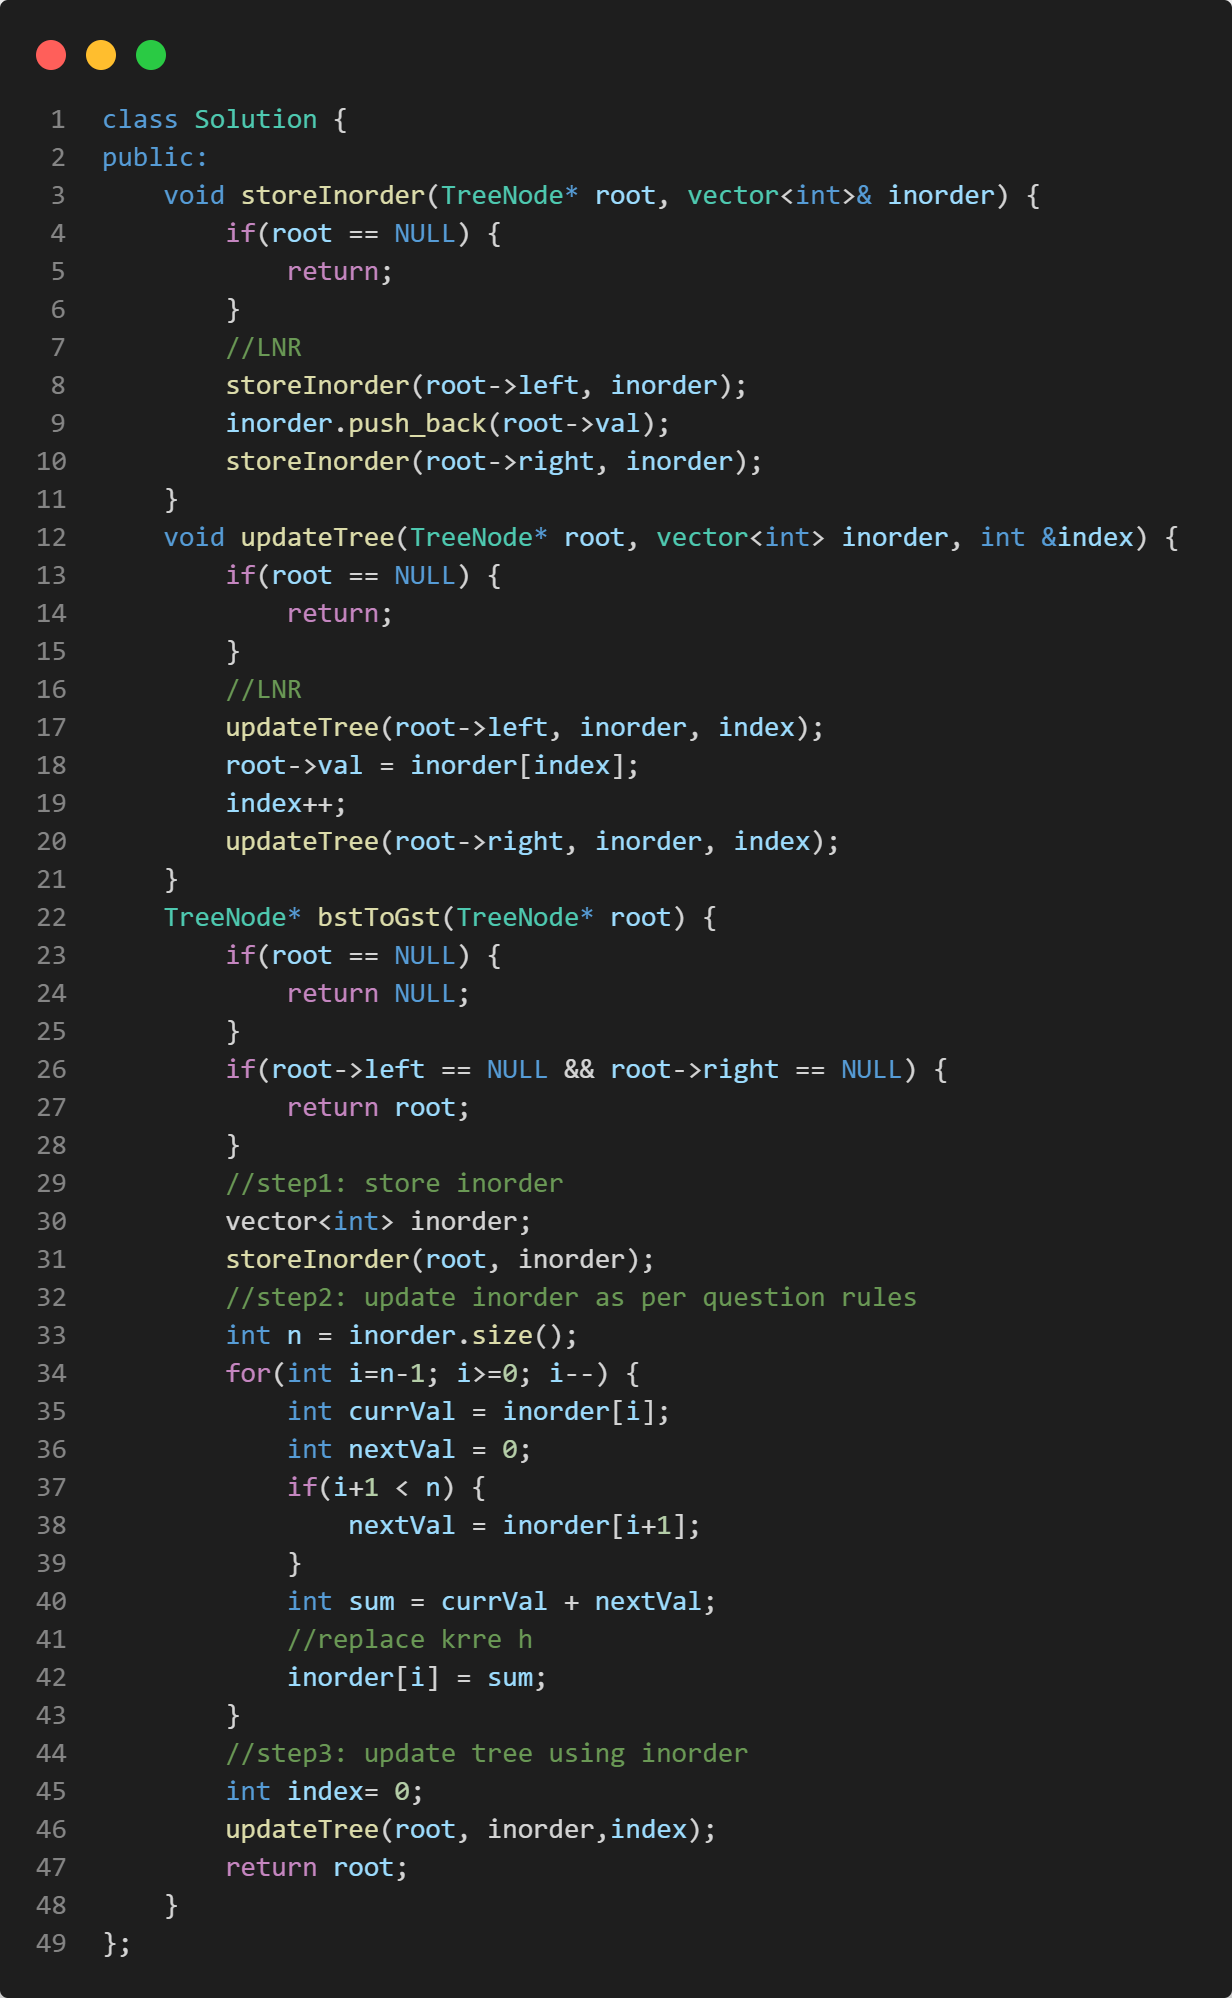 1 class Solution {
2 public:
3     void storeInorder(TreeNode* root, vector<int>& inorder) {
4         if(root == NULL) {
5             return;
6         }
7         //LNR
8         storeInorder(root->left, inorder);
9         inorder.push_back(root->val);
10         storeInorder(root->right, inorder);
11     }
12     void updateTree(TreeNode* root, vector<int> inorder, int &index) {
13         if(root == NULL) {
14             return;
15         }
16         //LNR
17         updateTree(root->left, inorder, index);
18         root->val = inorder[index];
19         index++;
20         updateTree(root->right, inorder, index);
21     }
22     TreeNode* bstToGst(TreeNode* root) {
23         if(root == NULL) {
24             return NULL;
25         }
26         if(root->left == NULL && root->right == NULL) {
27             return root;
28         }
29         //step1: store inorder
30         vector<int> inorder;
31         storeInorder(root, inorder);
32         //step2: update inorder as per question rules
33         int n = inorder.size();
34         for(int i=n-1; i>=0; i--) {
35             int currVal = inorder[i];
36             int nextVal = 0;
37             if(i+1 < n) {
38                 nextVal = inorder[i+1];
39             }
40             int sum = currVal + nextVal;
41             //replace krre h
42             inorder[i] = sum;
43         }
44         //step3: update tree using inorder
45         int index= 0;
46         updateTree(root, inorder,index);
47         return root;
48     }
49 };